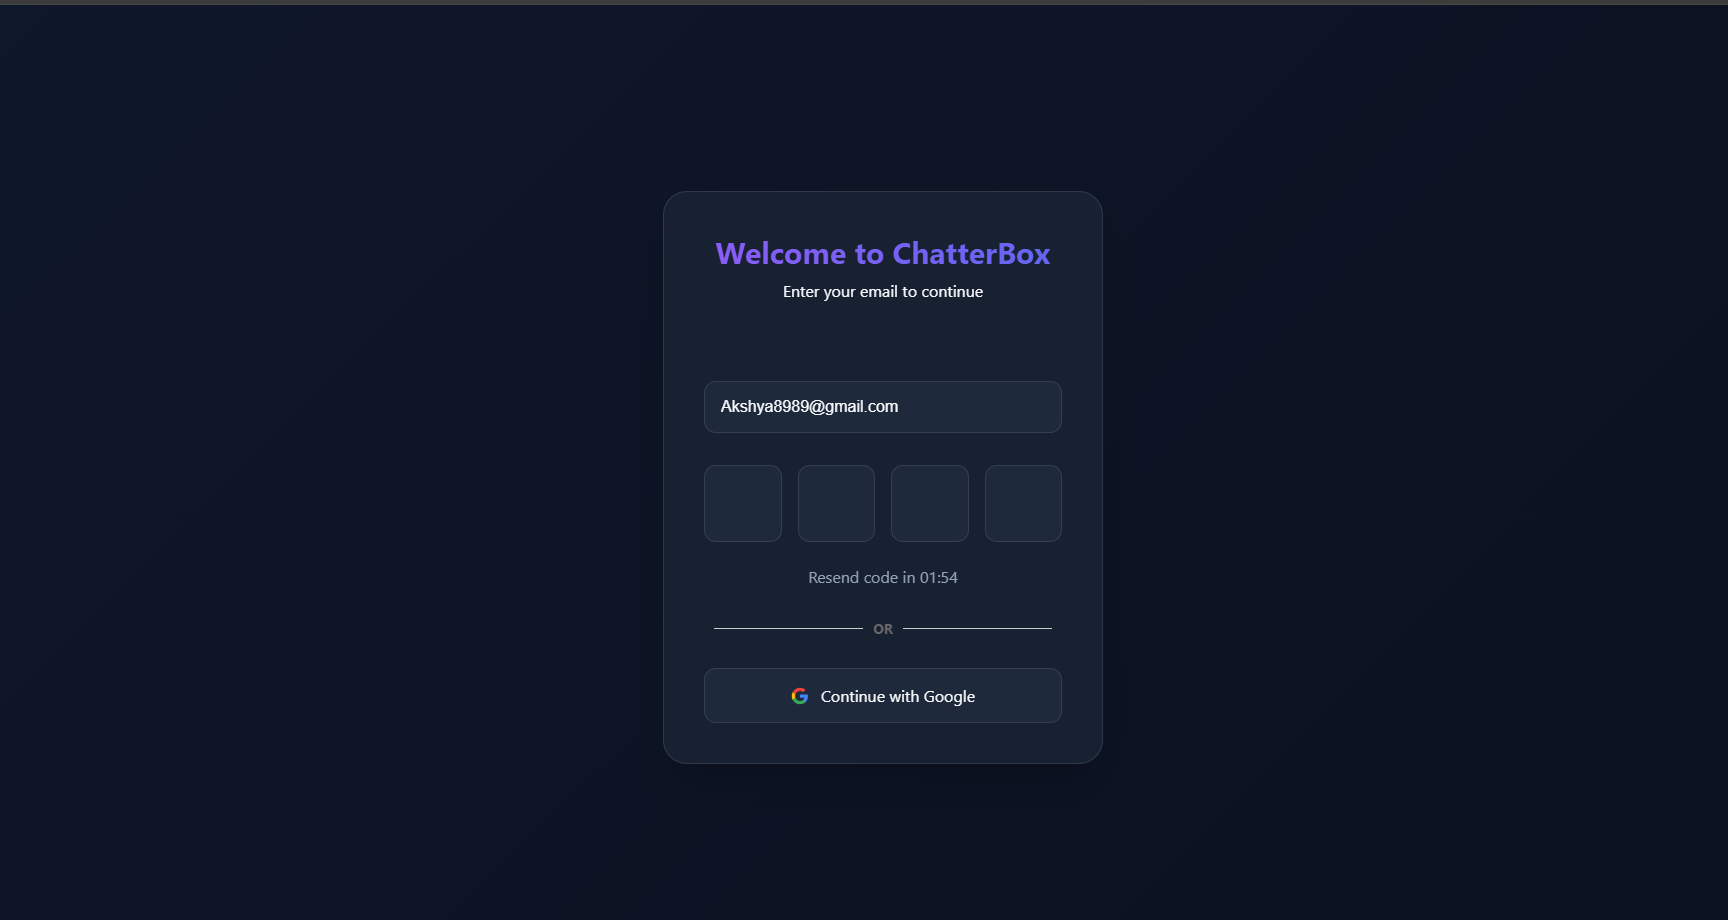 Welcome to ChatterBox
Enter your email to continue
Akshya8989@gmail.com
Resend code in 01:54
OR
Continue with Google